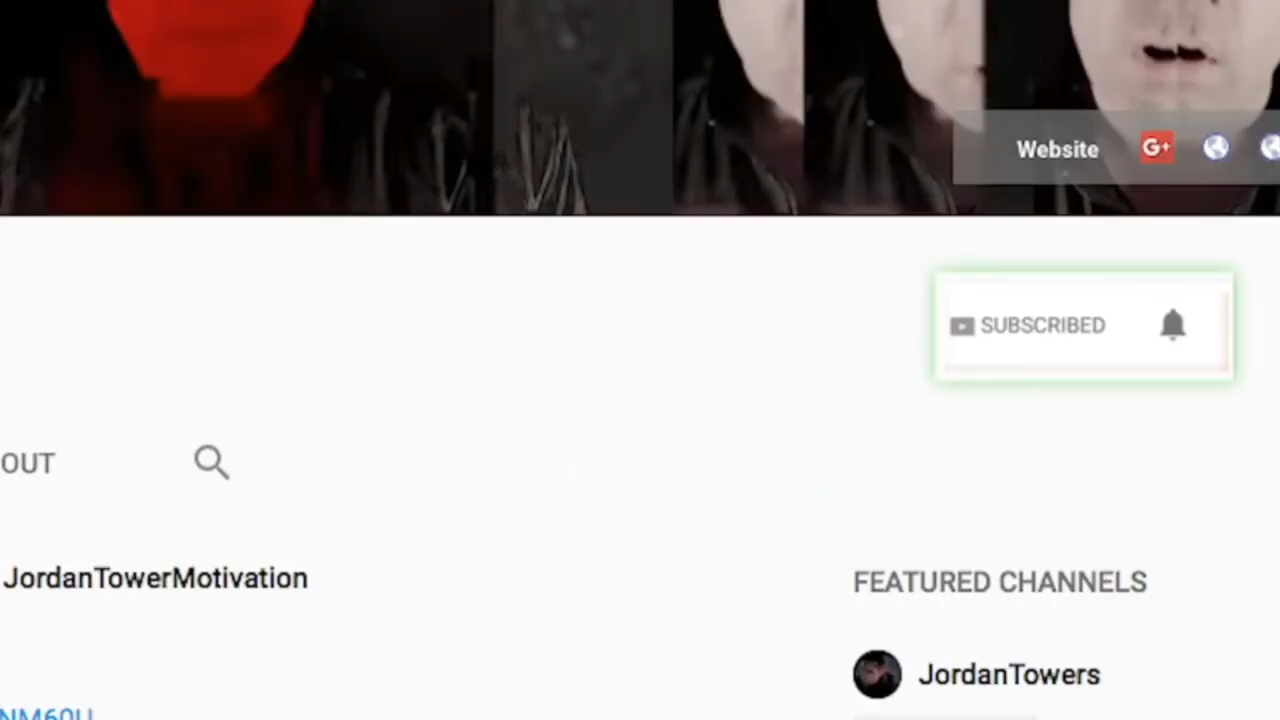 Website G+
SUBSCRIBED
OUT
JordanTowerMotivation
FEATURED CHANNELS
JordanTowers